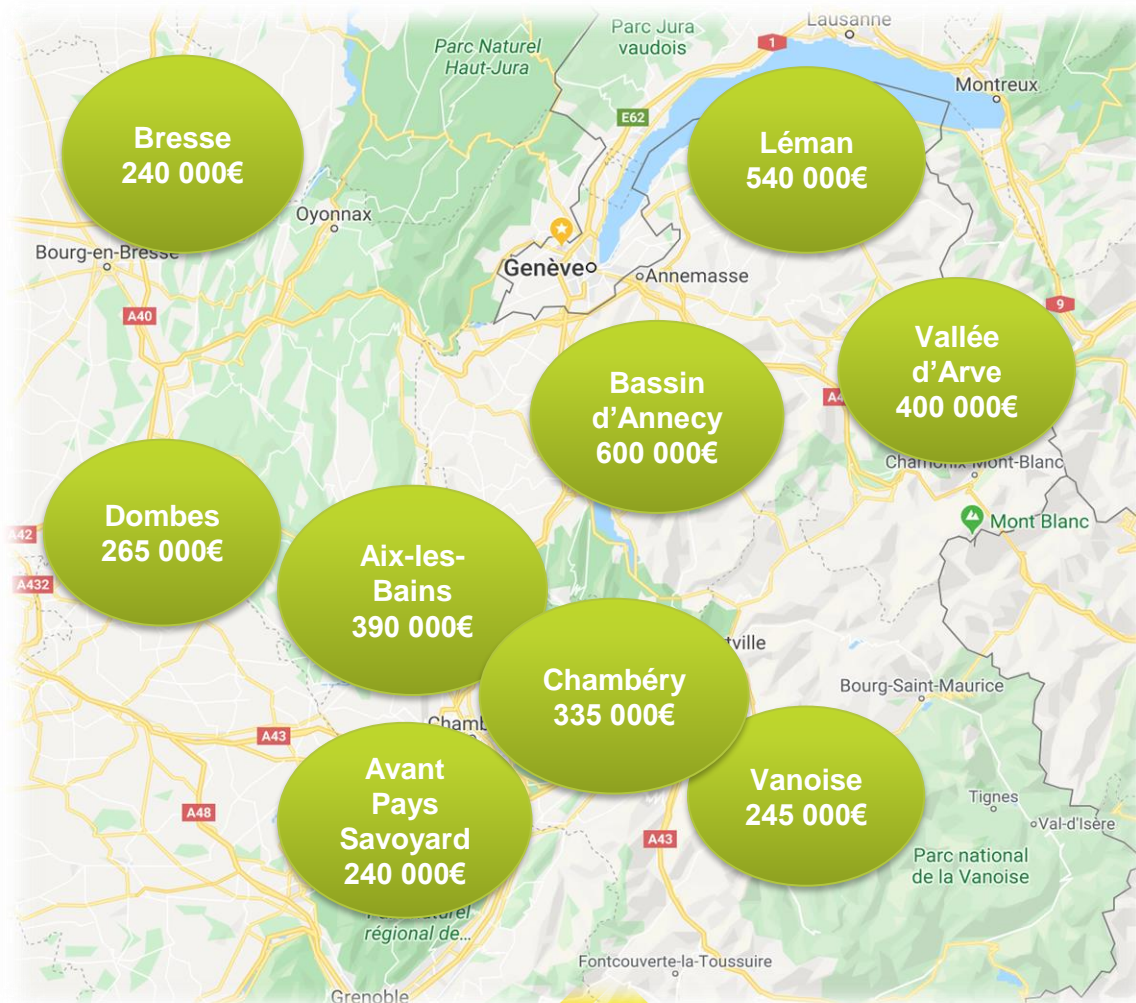 Lausanne
Parc Jura
vaudois
Parc Naturel
Haut-Jura
1
Montreux
E62
Bresse
240 000€
Léman
540 000€
Oyonnax
Bourg-en-Bresse
Genève
Annemasse
A40
9
Vallée
d'Arve
400 000€
Bassin
d'Annecy
600 000€
Chamonix-Mont-Blanc
Mont Blanc
Dombes
265 000€
A42
A432
Aix-les-
Bains
390 000€
Chambéry
335 000€
Bourg-Saint-Maurice
A43
Avant
Pays
Savoyard
240 000€
Vanoise
245 000€
Tignes
Val-d'Isère
A48
A43
Parc national
de la Vanoise
régional de...
Fontcouverte-la-Toussuire
Grenoble